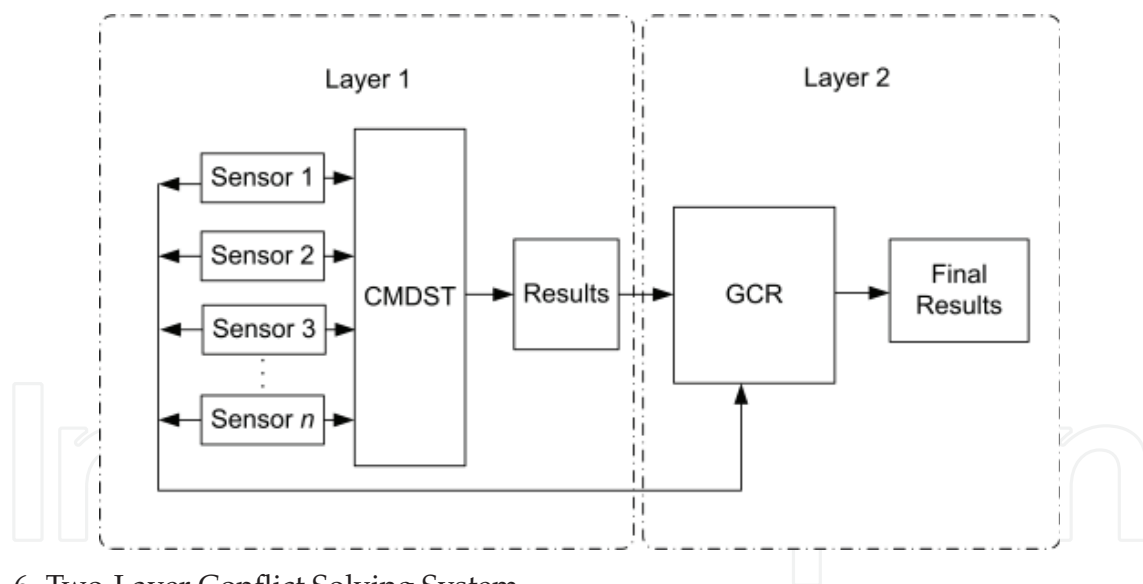 Layer 1
Layer 2
Sensor 1
Sensor 2
Sensor 3
Sensor n
CMDST
Results
GCR
Final
Results
6. Two-Layer Conflict Solving System